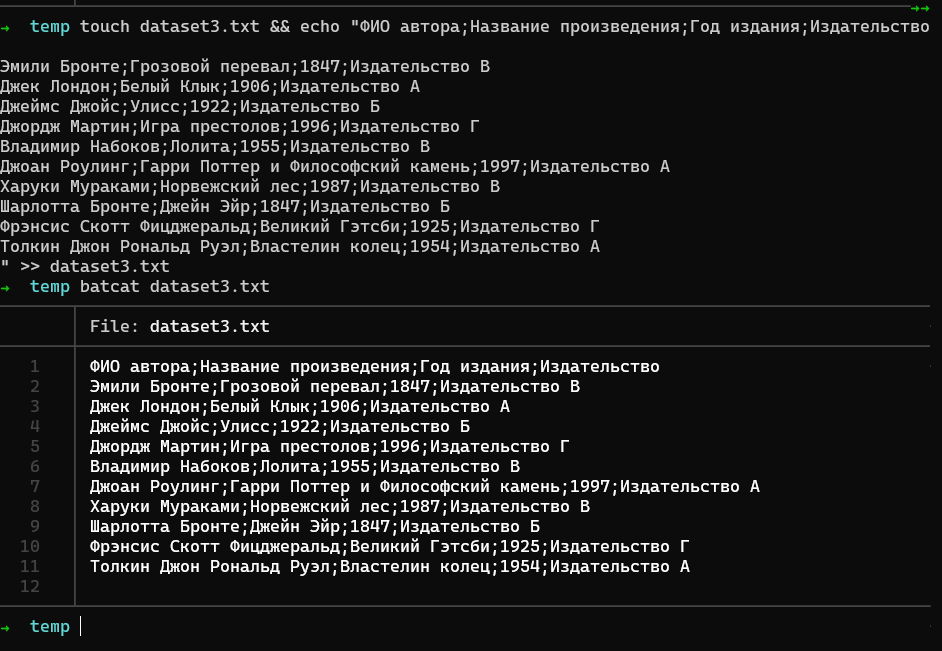 → temp touch dataset3.txt && echo "ФИО автора;Название произведения;Год издания;Издательство
Эмили Бронте;Грозовой перевал;1847;Издательство В
Джек Лондон;Белый Клык;1906;Издательство А
Джеймс Джойс;Улисс;1922;Издательство Б
Джордж Мартин;Игра престолов;1996;Издательство Г
Владимир Набоков;Лолита;1955;Издательство В
Джоан Роулинг;Гарри Поттер и Философский камень;1997;Издательство А
Харуки Мураками;Норвежский лес;1987;Издательство В
Шарлотта Бронте;Джейн Эйр;1847;Издательство Б
Фрэнсис Скотт Фицджеральд;Великий Гэтсби;1925;Издательство Г
Толкин Джон Рональд Руэл;Властелин колец;1954;Издательство А
" >> dataset3.txt
→ temp batcat dataset3.txt
File: dataset3.txt
1 ФИО автора;Название произведения;Год издания;Издательство
2 Эмили Бронте;Грозовой перевал;1847;Издательство В
3 Джек Лондон;Белый Клык;1906;Издательство А
4 Джеймс Джойс;Улисс;1922;Издательство Б
5 Джордж Мартин;Игра престолов;1996;Издательство Г
6 Владимир Набоков;Лолита;1955;Издательство В
7 Джоан Роулинг;Гарри Поттер и Философский камень;1997;Издательство А
8 Харуки Мураками;Норвежский лес;1987;Издательство В
9 Шарлотта Бронте;Джейн Эйр;1847;Издательство Б
10 Фрэнсис Скотт Фицджеральд;Великий Гэтсби;1925;Издательство Г
11 Толкин Джон Рональд Руэл;Властелин колец;1954;Издательство А
12
→ temp